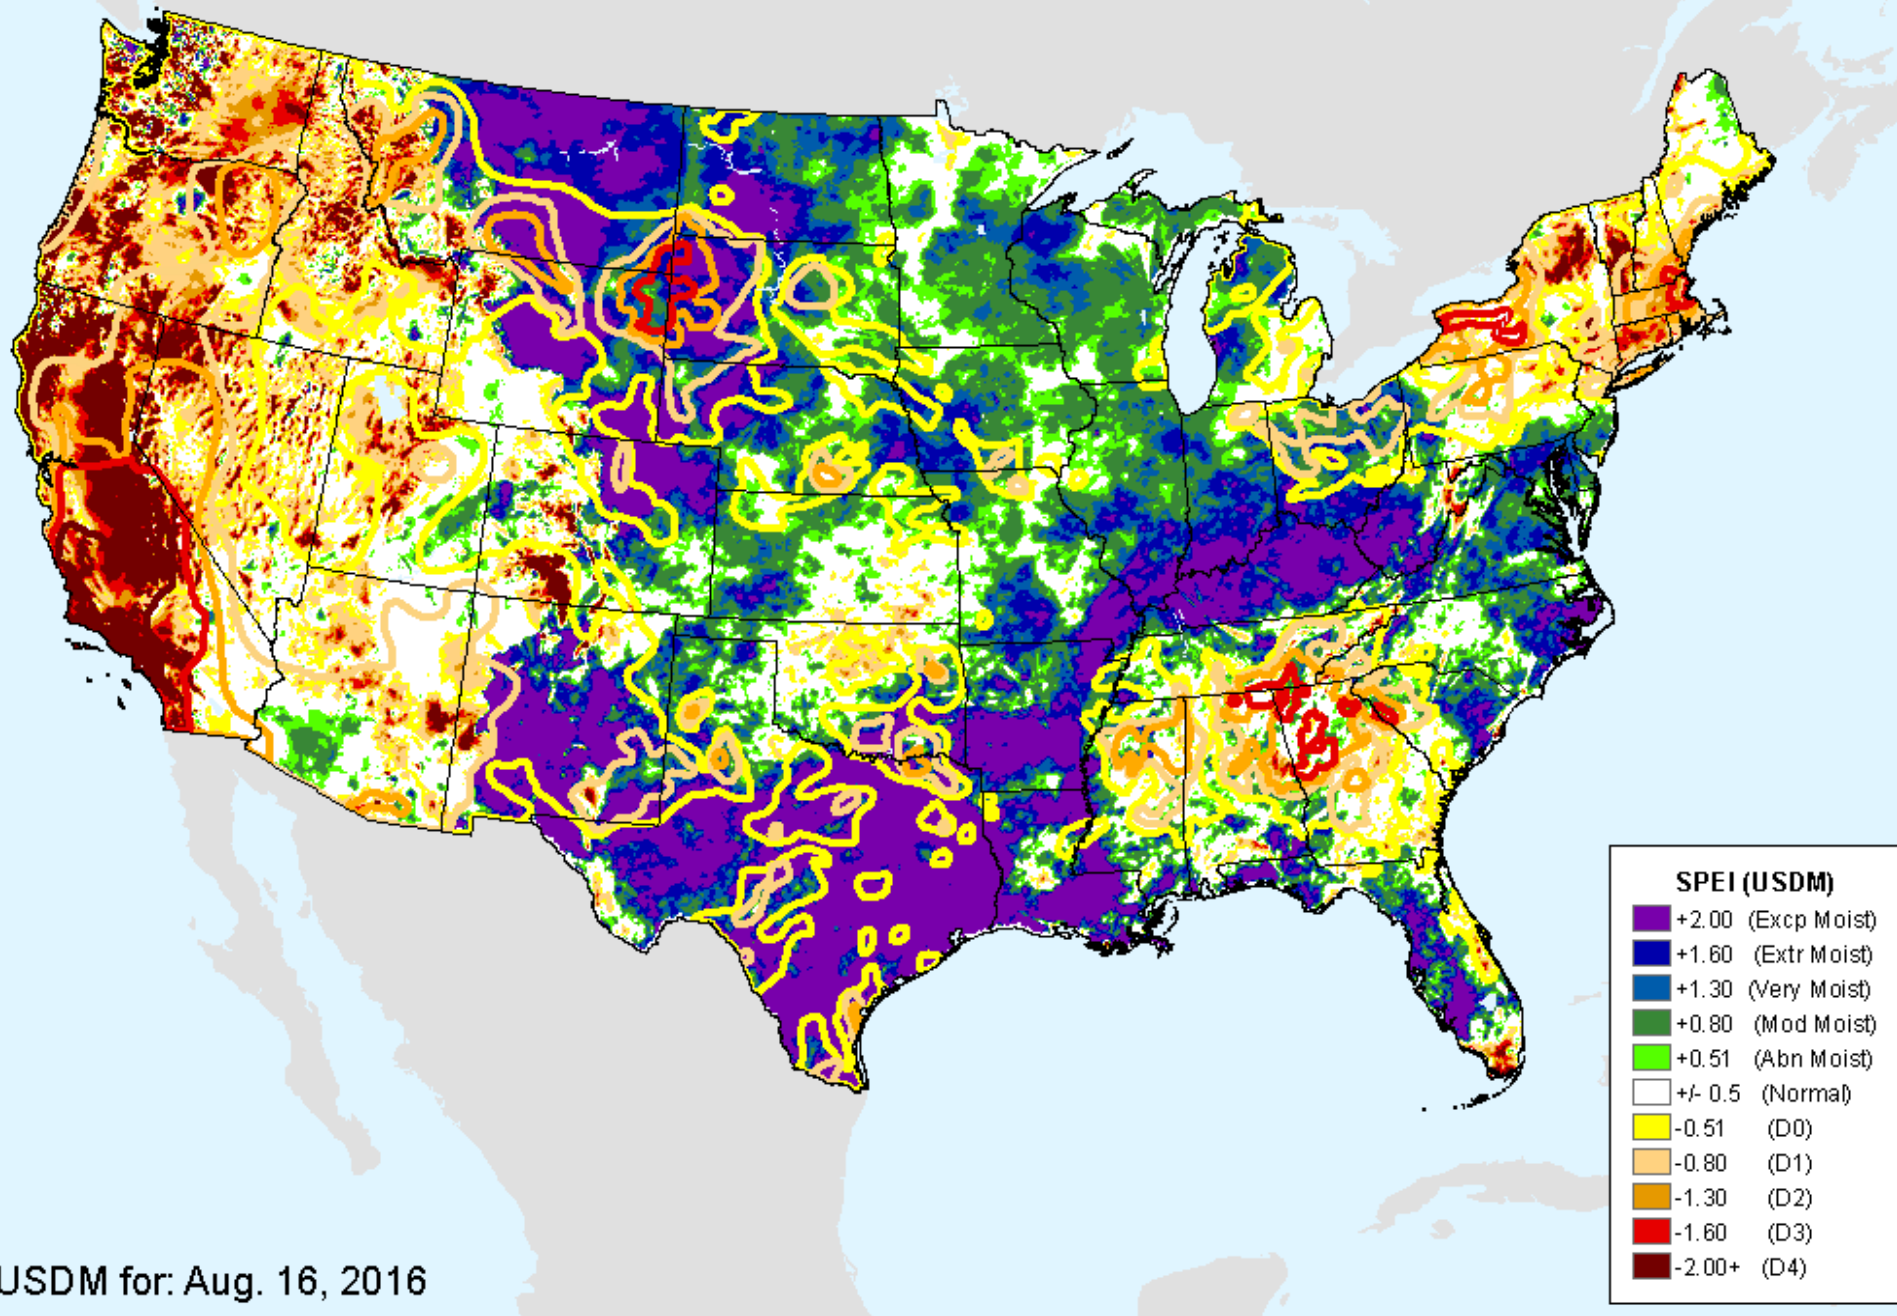 SPEI (USDM)
+2.00 (Excp Moist)
+1.60 (Extr Moist)
+1.30 (Very Moist)
+0.80 (Mod Moist)
+0.51 (Abn Moist)
+/- 0.5 (Normal)
-0.51 (D0)
-0.80 (D1)
-1.30 (D2)
-1.60 (D3)
-2.00+ (D4)
USDM for: Aug. 16, 2016